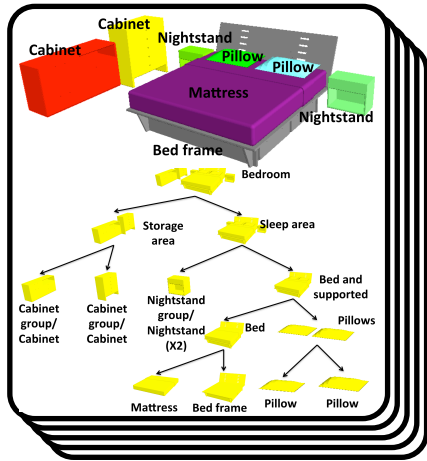 Cabinet
Cabinet
Nightstand
Pillow
Pillow
Mattress
Nightstand
Bed frame
Bedroom
Storage
area
Sleep area
Cabinet
group/
Cabinet
Cabinet
group/
Cabinet
Nightstand
group/
Nightstand
(X2)
Bed and
supported
Bed
Pillows
Mattress
Bed frame
Pillow
Pillow